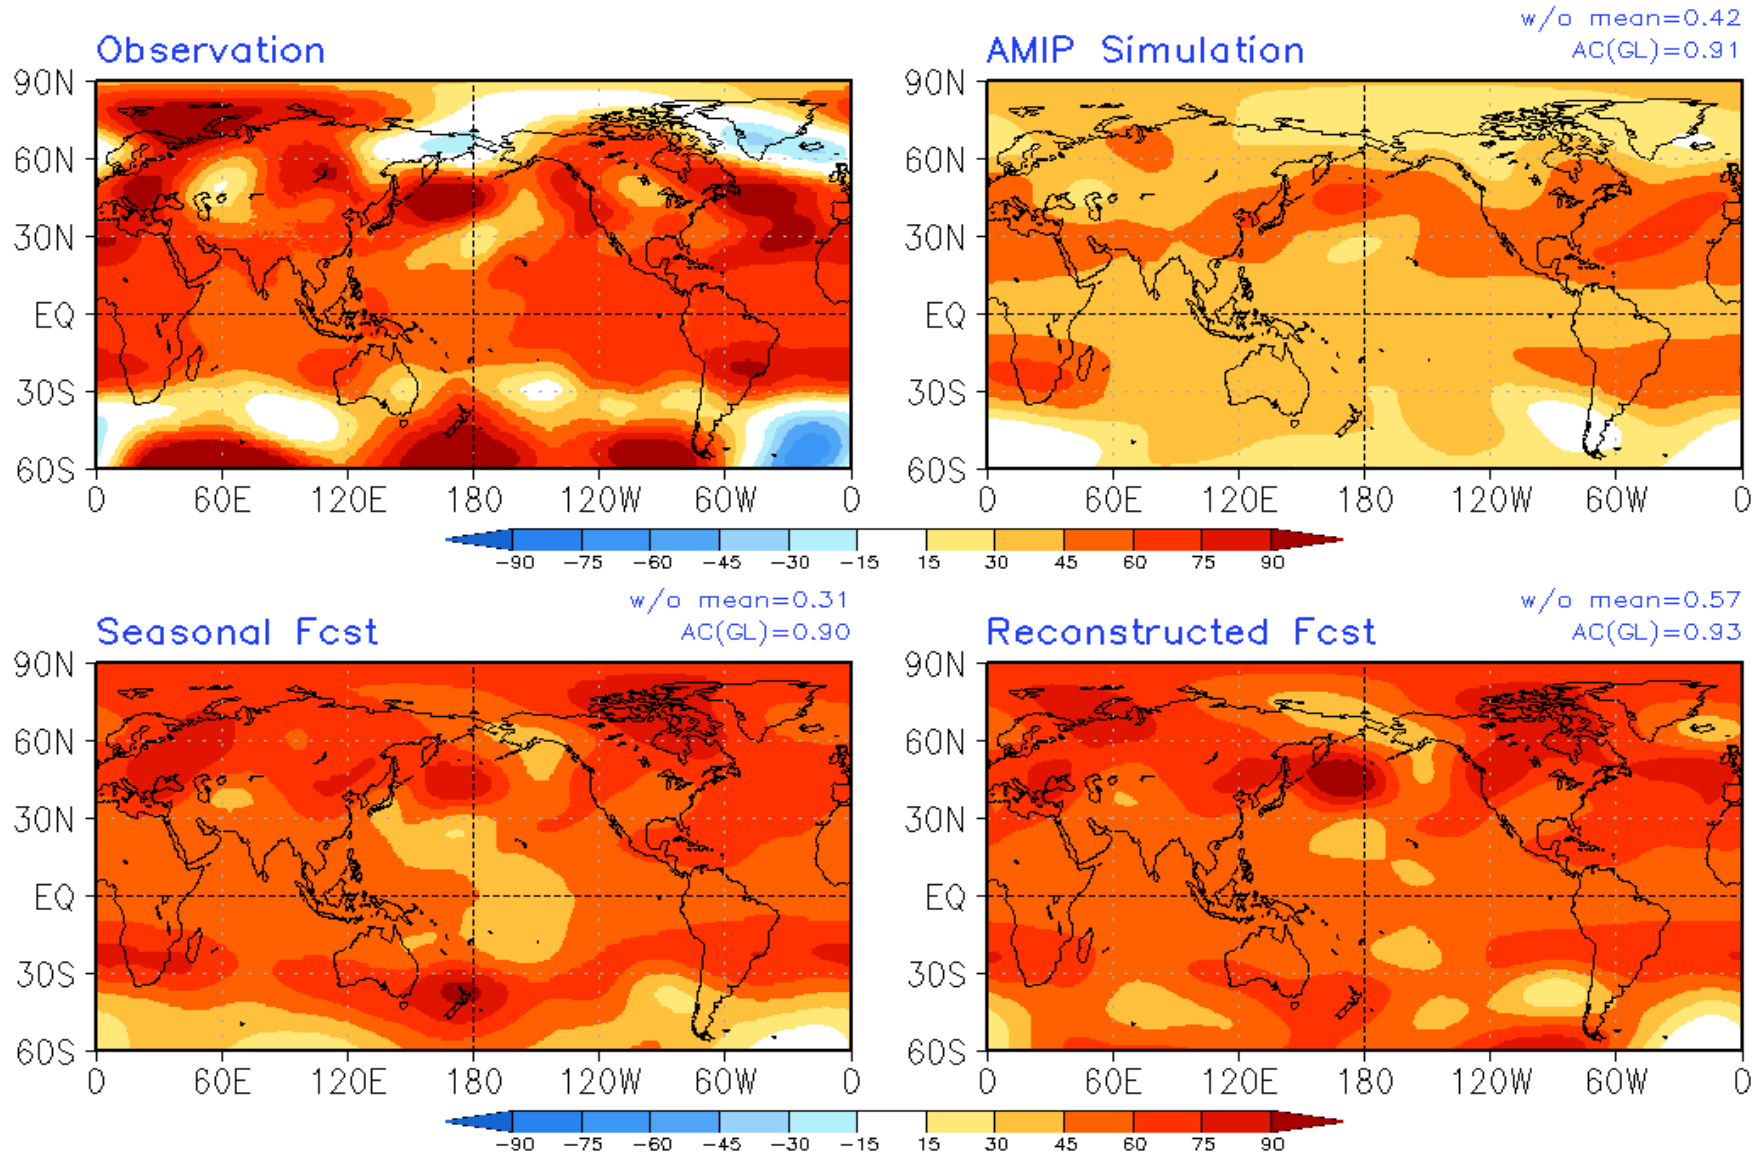 w/o mean=0.42
Observation AMIP Simulation AC(GL)=0.91
90N 90N
60N 60N
30N 30N
EQ EQ
30S 30S
60S 60S
0 60E 120E 180 120W 60W 0 0 60E 120E 180 120W 60W 0
−90 −75 −60 −45 −30 −15 15 30 45 60 75 90
w/o mean=0.31 w/o mean=0.57
Seasonal Fcst AC(GL)=0.90 Reconstructed Fcst AC(GL)=0.93
90N 90N
60N 60N
30N 30N
EQ EQ
30S 30S
60S 60S
0 60E 120E 180 120W 60W 0 0 60E 120E 180 120W 60W 0
−90 −75 −60 −45 −30 −15 15 30 45 60 75 90